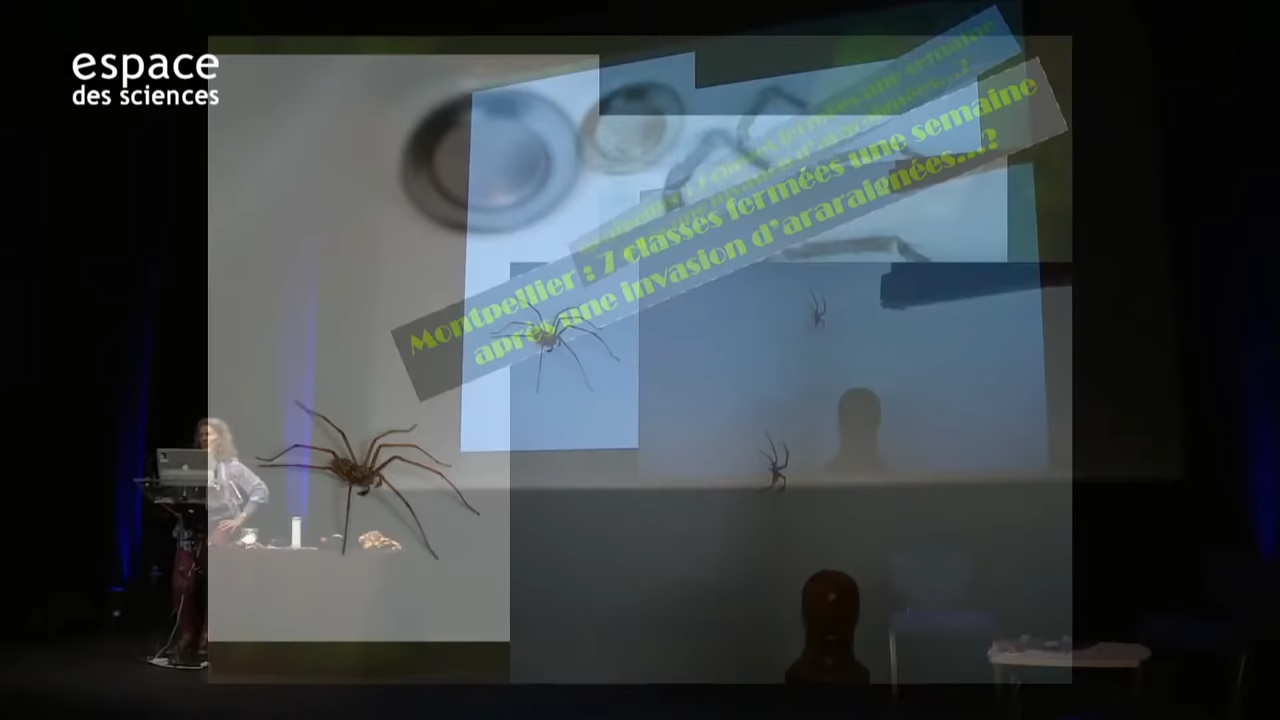 espace
des sciences
Montpellier : 7 classes fermées une semaine
après une invasion d'araraignées...?